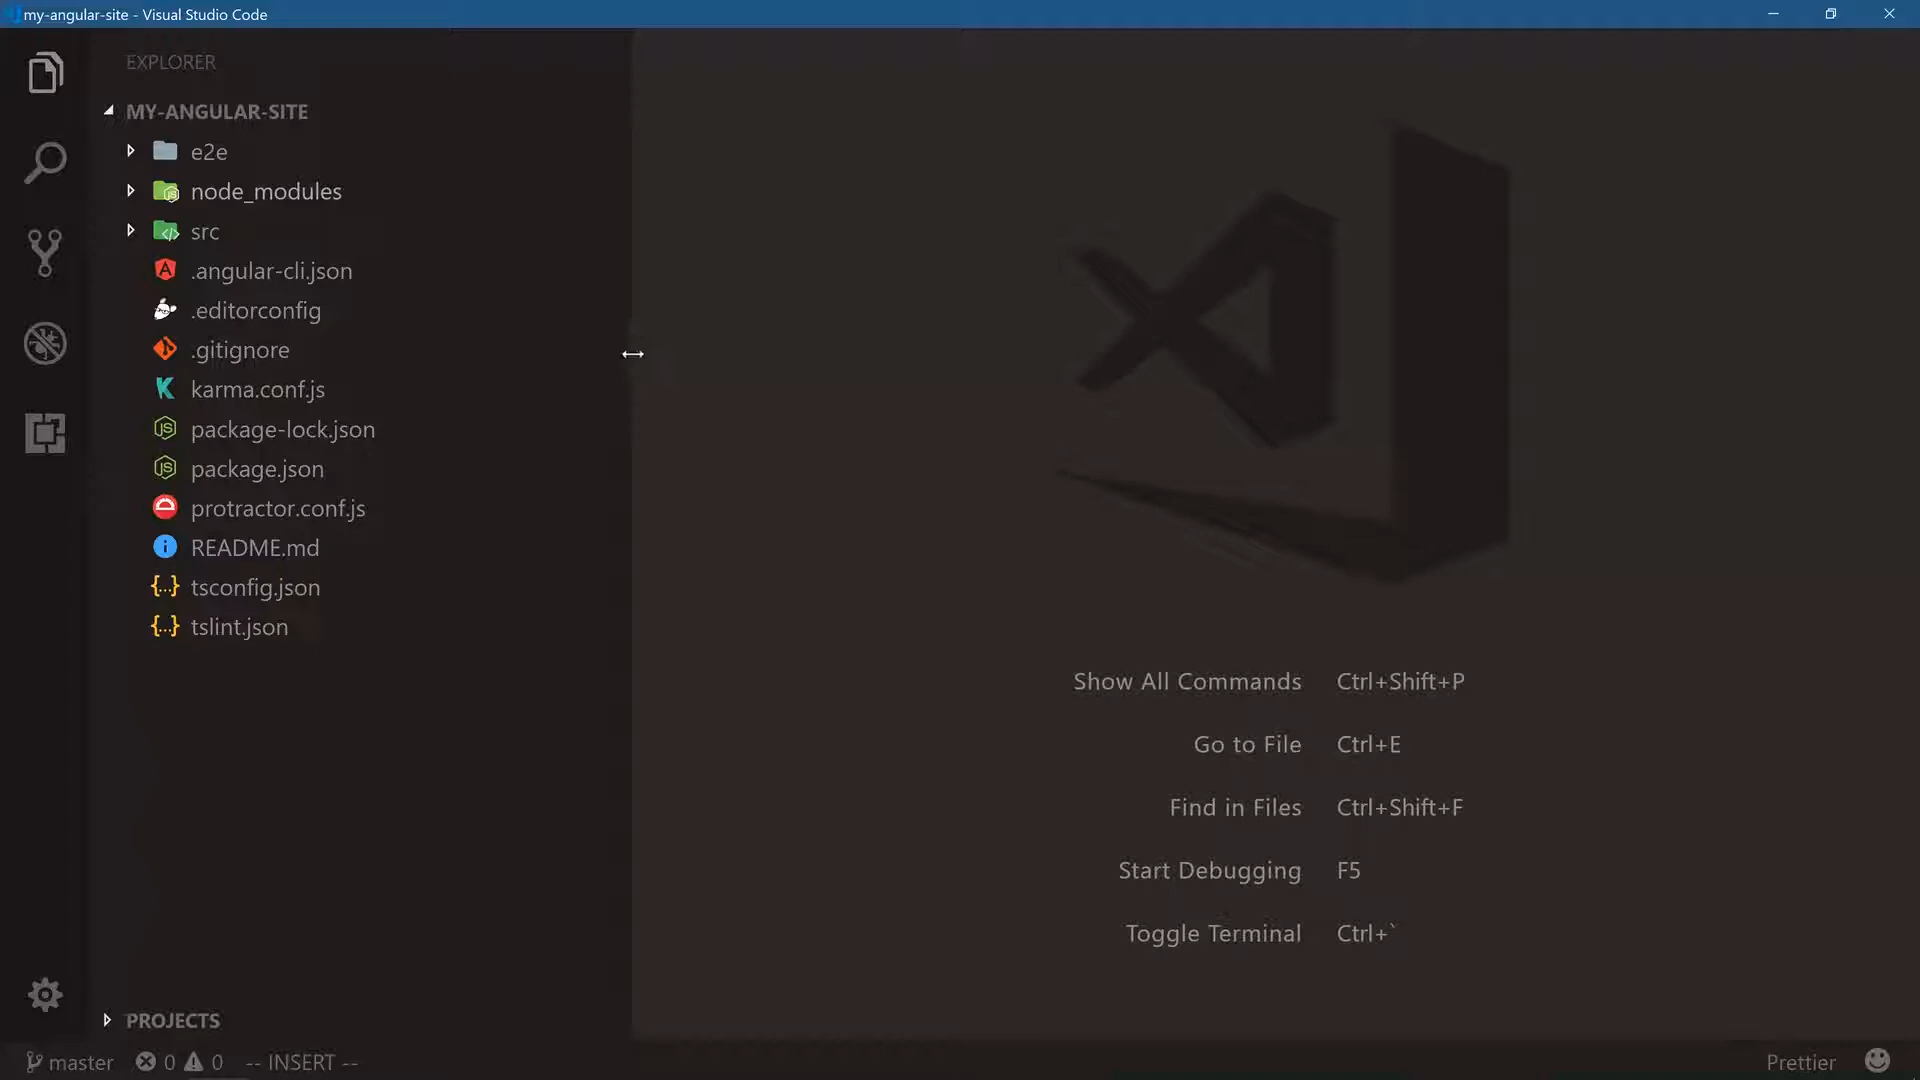 my-angular-site - Visual Studio Code
EXPLORER
MY-ANGULAR-SITE
e2e
node_modules
src
.angular-cli.json
.editorconfig
.gitignore
karma.conf.js
package-lock.json
package.json
protractor.conf.js
README.md
tsconfig.json
tslint.json
Show All Commands Ctrl+Shift+P
Go to File Ctrl+E
Find in Files Ctrl+Shift+F
Start Debugging F5
Toggle Terminal Ctrl+`
PROJECTS
master 0 0 -- INSERT -- Prettier